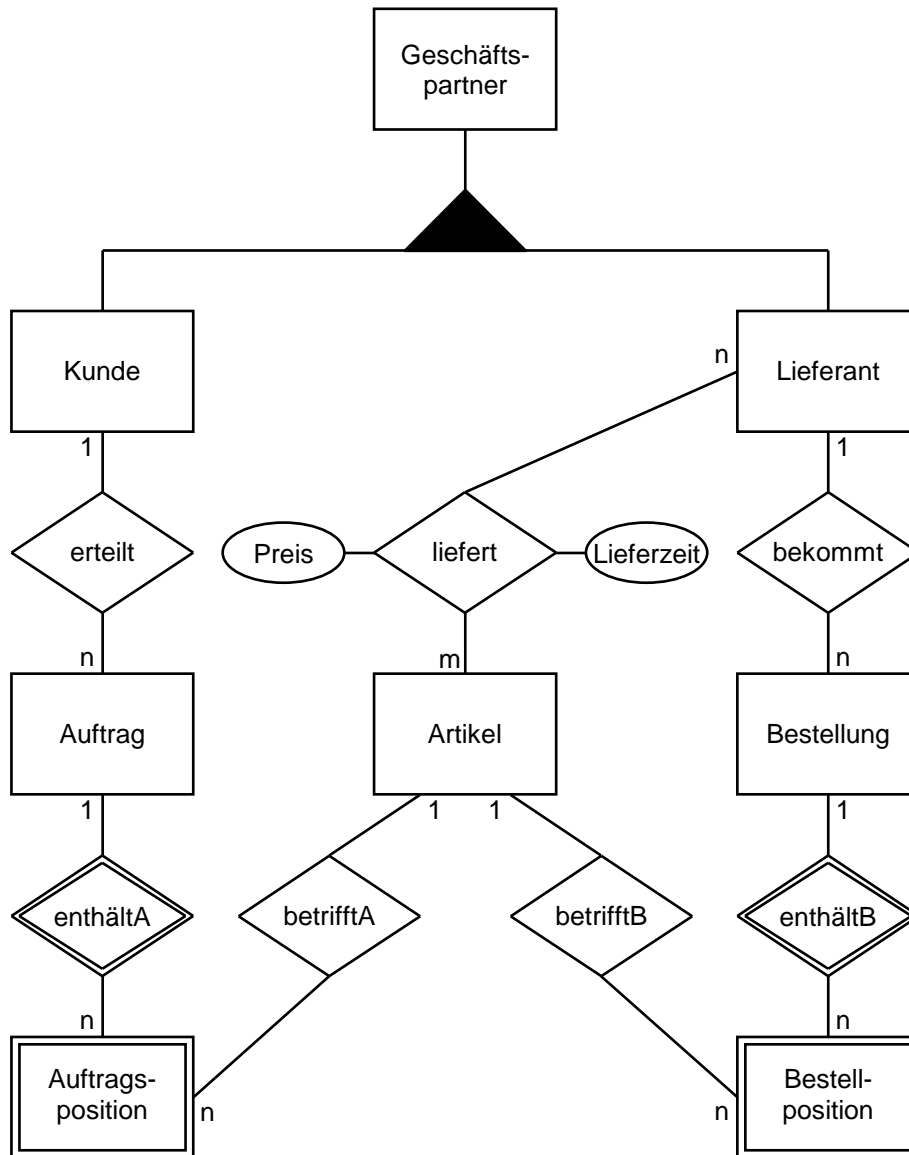 Geschäfts-
partner
Kunde
n
Lieferant
1
1
erteilt
Preis
liefert
Lieferzeit
bekommt
n
m
n
Auftrag
Artikel
Bestellung
1
1
1
1
enthältA
betrifftA
betrifftB
enthältB
n
n
Auftrags-
position
n
n
Bestell-
position